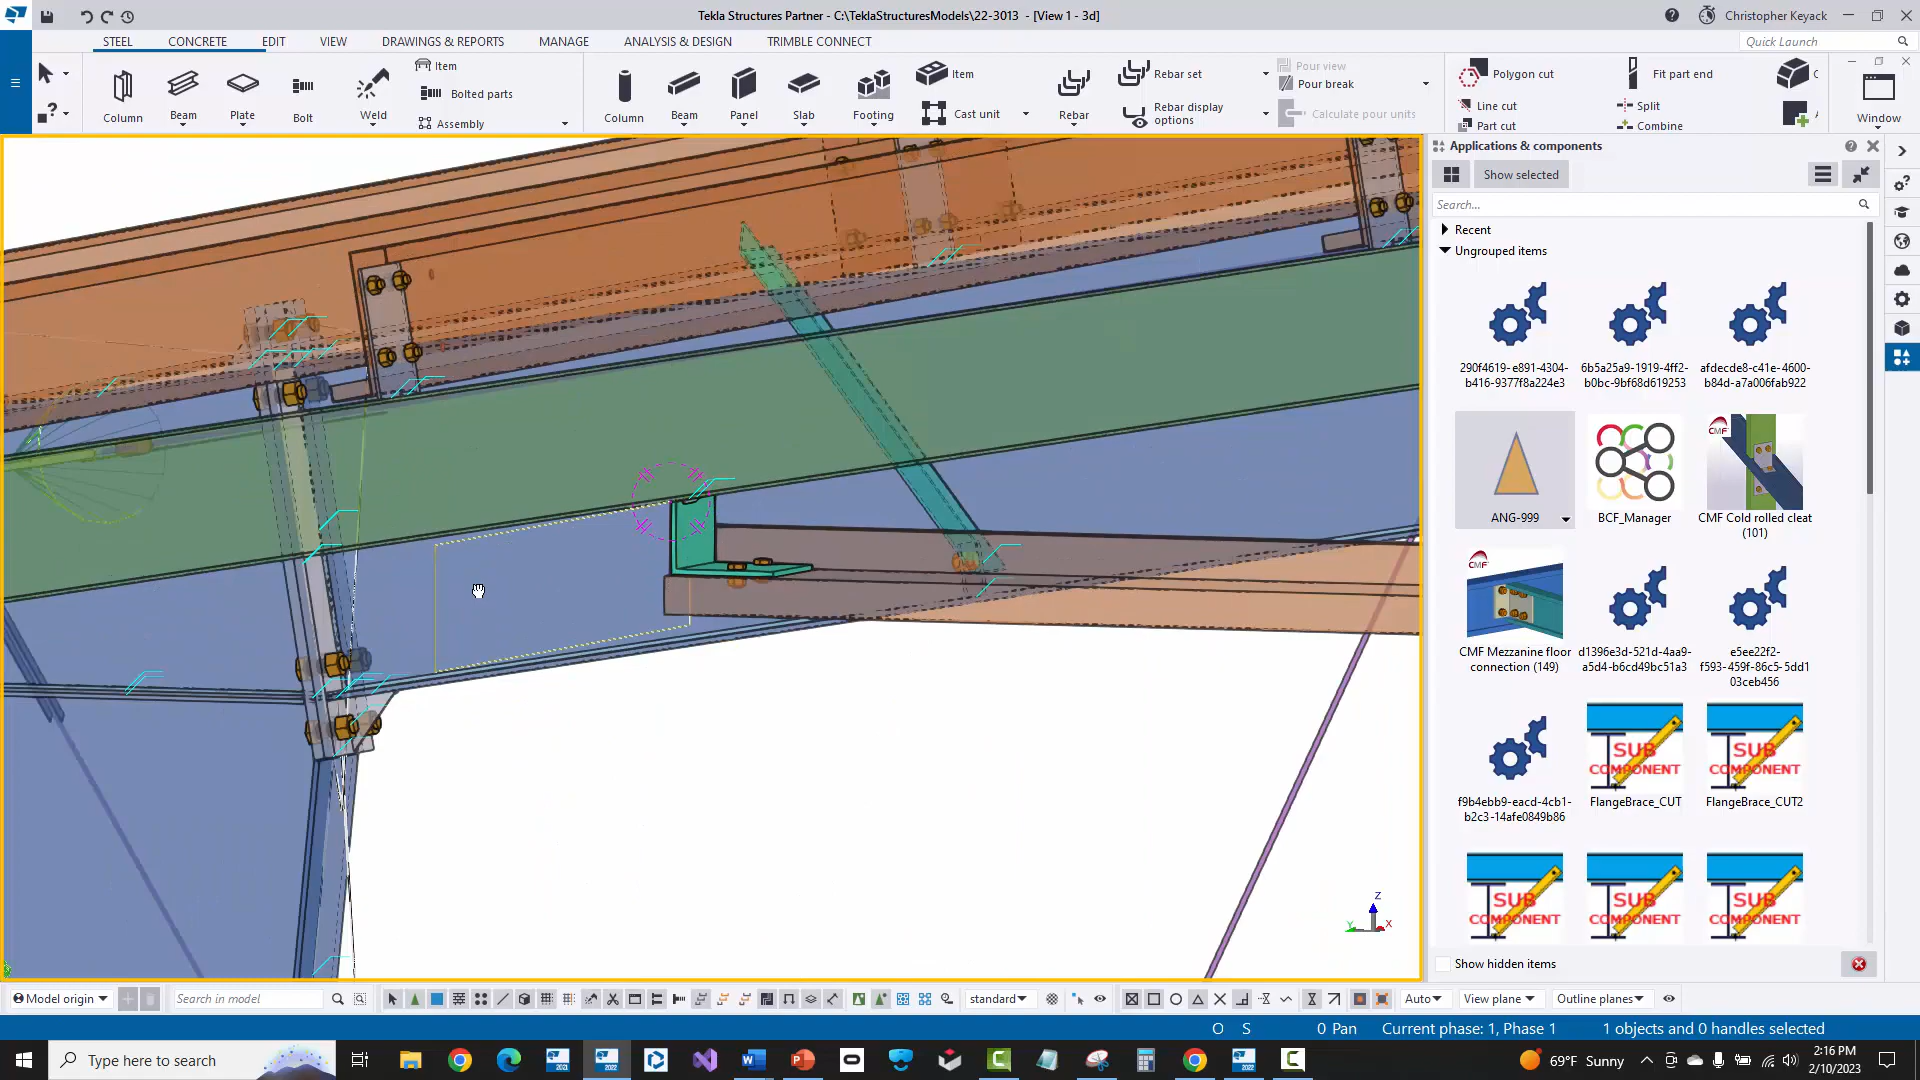 Tekla Structures Partner - C:\TeklaStructuresModels\22-3013 - [View 1 - 3d]
Christopher Keyack
STEEL
CONCRETE
EDIT
VIEW
DRAWINGS & REPORTS
MANAGE
ANALYSIS & DESIGN
TRIMBLE CONNECT
Quick Launch
Column
Beam
Plate
Bolt
Weld
Item
Bolted parts
Assembly
Column
Beam
Panel
Slab
Footing
Item
Cast unit
Rebar
Rebar set
Rebar display
options
Pour view
Pour break
Calculate pour units
Polygon cut
Line cut
Part cut
Fit part end
Split
Combine
Window
Applications & components
Show selected
Search...
Recent
Ungrouped items
290f4619-e891-4304-
b416-9377f8a224e3
6b5a25a9-1919-4ff2-
b0bc-9bf68d619253
afdecde8-c41e-4600-
b84d-a7a006fab922
ANG-999
BCF_Manager
CMF
CMF Cold rolled cleat
(101)
CMF
CMF Mezzanine floor
connection (149)
d1396e3d-521d-4aa9-
a5d4-b6cd49bc51a3
e5ee22f2-
f593-459f-86c5-5dd1
03ceb456
f9b4ebb9-eacd-4cb1-
b2c3-14afe0849b86
SUB
COMPONENT
FlangeBrace_CUT
SUB
COMPONENT
FlangeBrace_CUT2
SUB
COMPONENT
SUB
COMPONENT
SUB
COMPONENT
Show hidden items
Z
Y
X
Model origin
Search in model
standard
Auto
View plane
Outline planes
O
S
0 Pan
Current phase: 1, Phase 1
1 objects and 0 handles selected
Type here to search
2021
2022
2022
69°F Sunny
2:16 PM
2/10/2023